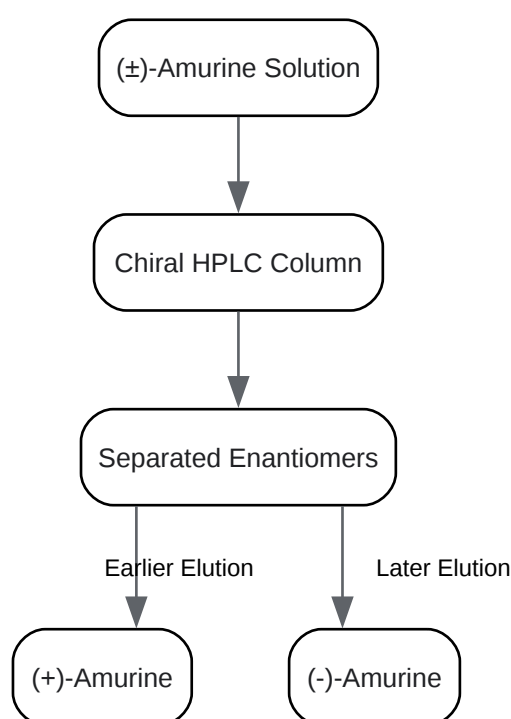 (±)-Amurine Solution
Chiral HPLC Column
Separated Enantiomers
Earlier Elution
Later Elution
(+)-Amurine
(-)-Amurine